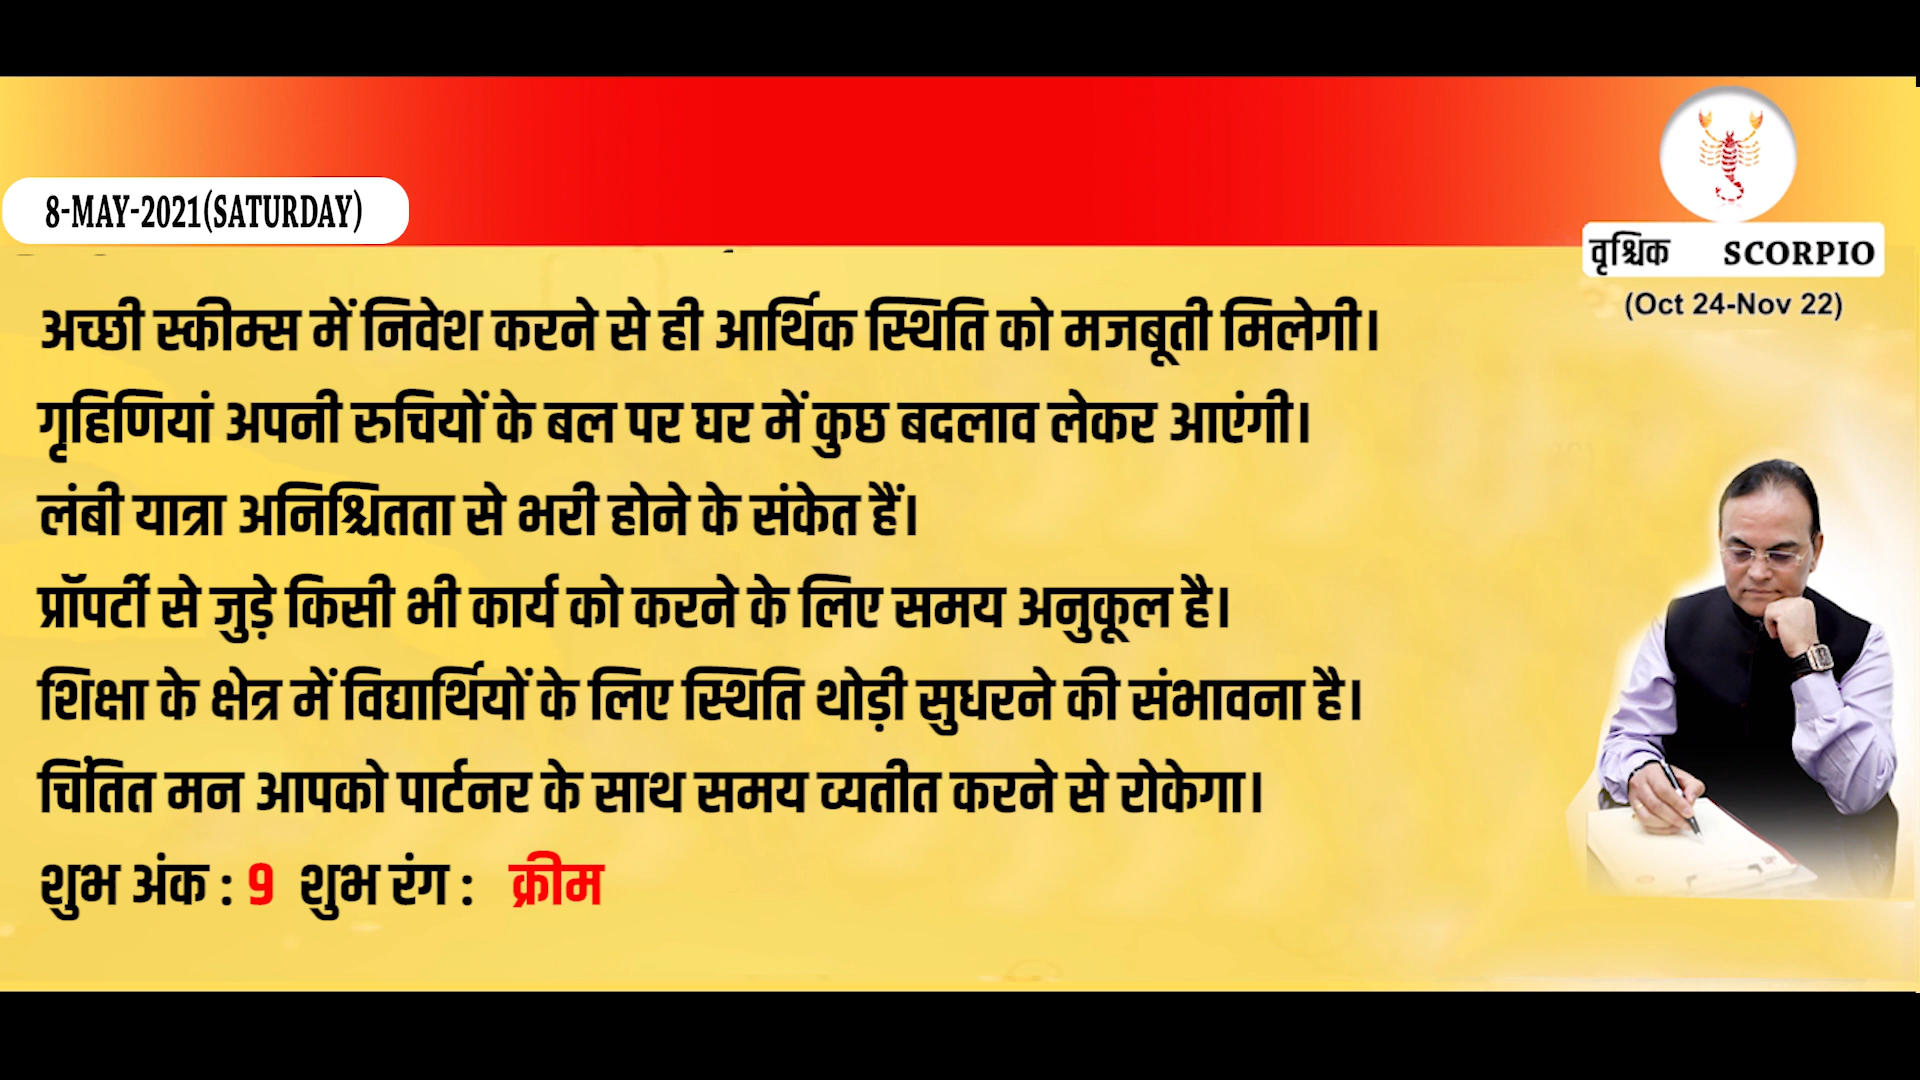 8-MAY-2021(SATURDAY)
वृश्चिक SCORPIO
(Oct 24-Nov 22)
अच्छी स्कीम्स में निवेश करने से ही आर्थिक स्थिति को मजबूती मिलेगी।
गृहिणियां अपनी रुचियों के बल पर घर में कुछ बदलाव लेकर आएंगी।
लंबी यात्रा अनिश्चितता से भरी होने के संकेत हैं।
प्रॉपर्टी से जुड़े किसी भी कार्य को करने के लिए समय अनुकूल है।
शिक्षा के क्षेत्र में विद्यार्थियों के लिए स्थिति थोड़ी सुधरने की संभावना है।
चिंतित मन आपको पार्टनर के साथ समय व्यतीत करने से रोकेगा।
शुभ अंक : 9 शुभ रंग : क्रीम